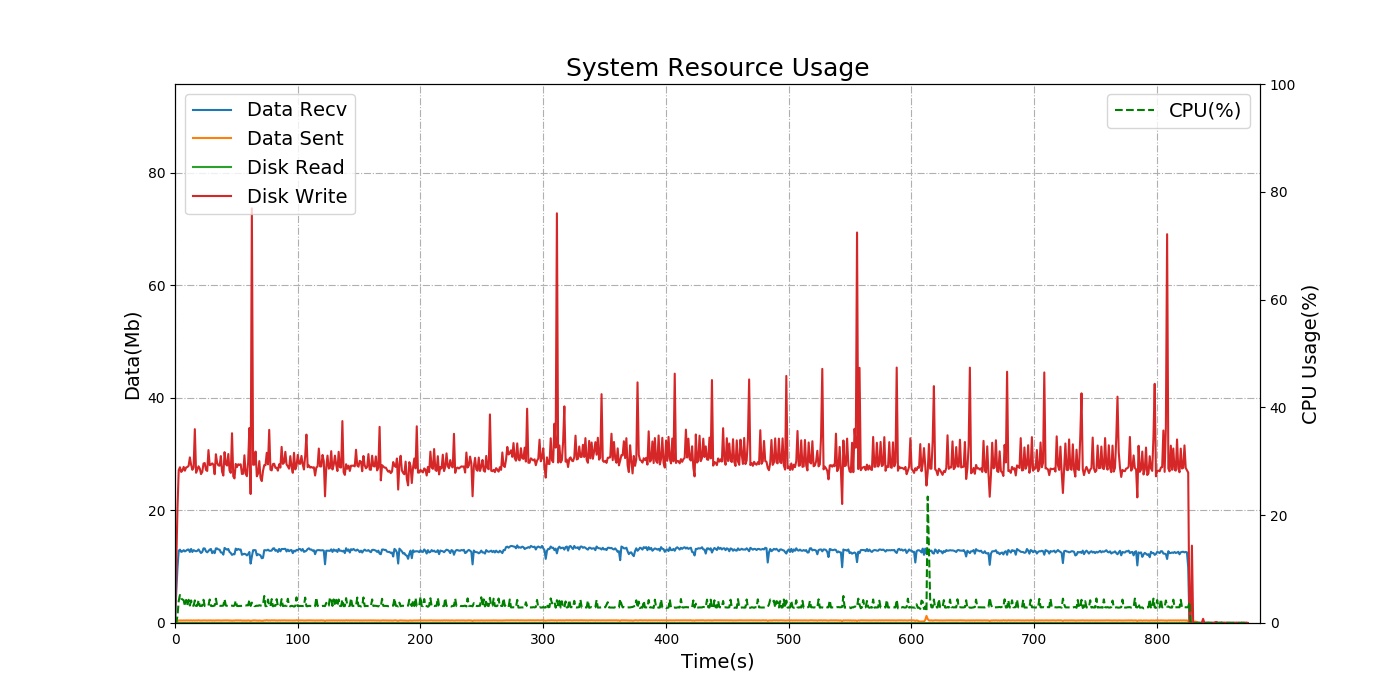 System Resource Usage
Data Recv
Data Sent
Disk Read
Disk Write
CPU(%)
100
80
60
40
20
0
80
60
40
20
0
Data(Mb)
CPU Usage(%)
0 100 200 300 400 500 600 700 800
Time(s)